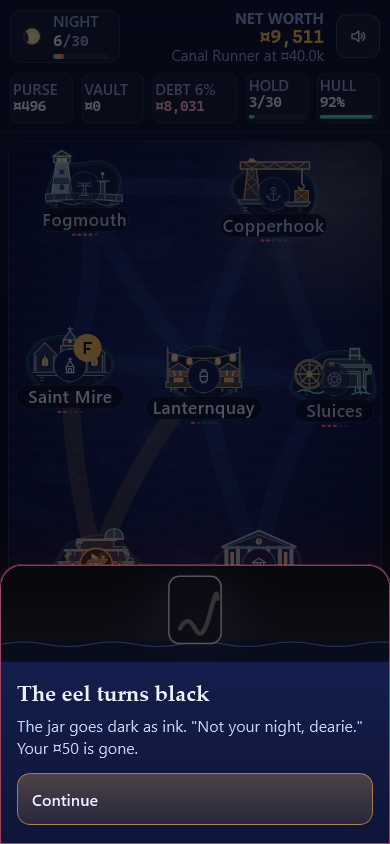 NIGHT
6/30
NET WORTH
¤9,511
Canal Runner at ¤40.0k
PURSE
¤496
VAULT
¤0
DEBT 6%
¤8,031
HOLD
3/30
HULL
92%
Fogmouth
Copperhook
F
Saint Mire
Lanternquay
Sluices
The eel turns black
The jar goes dark as ink. "Not your night, dearie."
Your ¤50 is gone.
Continue